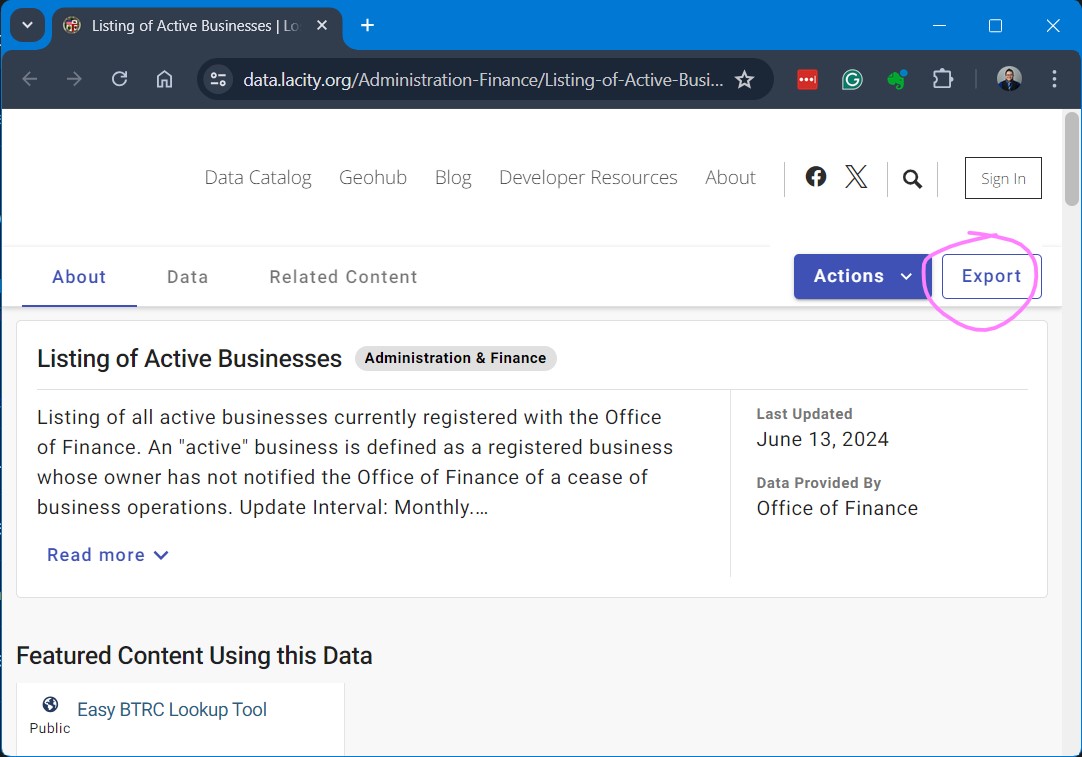 Listing of Active Businesses | Lo
data.lacity.org/Administration-Finance/Listing-of-Active-Busi...
Data Catalog Geohub Blog Developer Resources About Sign In
About Data Related Content Actions Export
Listing of Active Businesses Administration & Finance
Listing of all active businesses currently registered with the Office
of Finance. An "active" business is defined as a registered business
whose owner has not notified the Office of Finance of a cease of
business operations. Update Interval: Monthly.…
Read more
Last Updated
June 13, 2024
Data Provided By
Office of Finance
Featured Content Using this Data
Easy BTRC Lookup Tool
Public